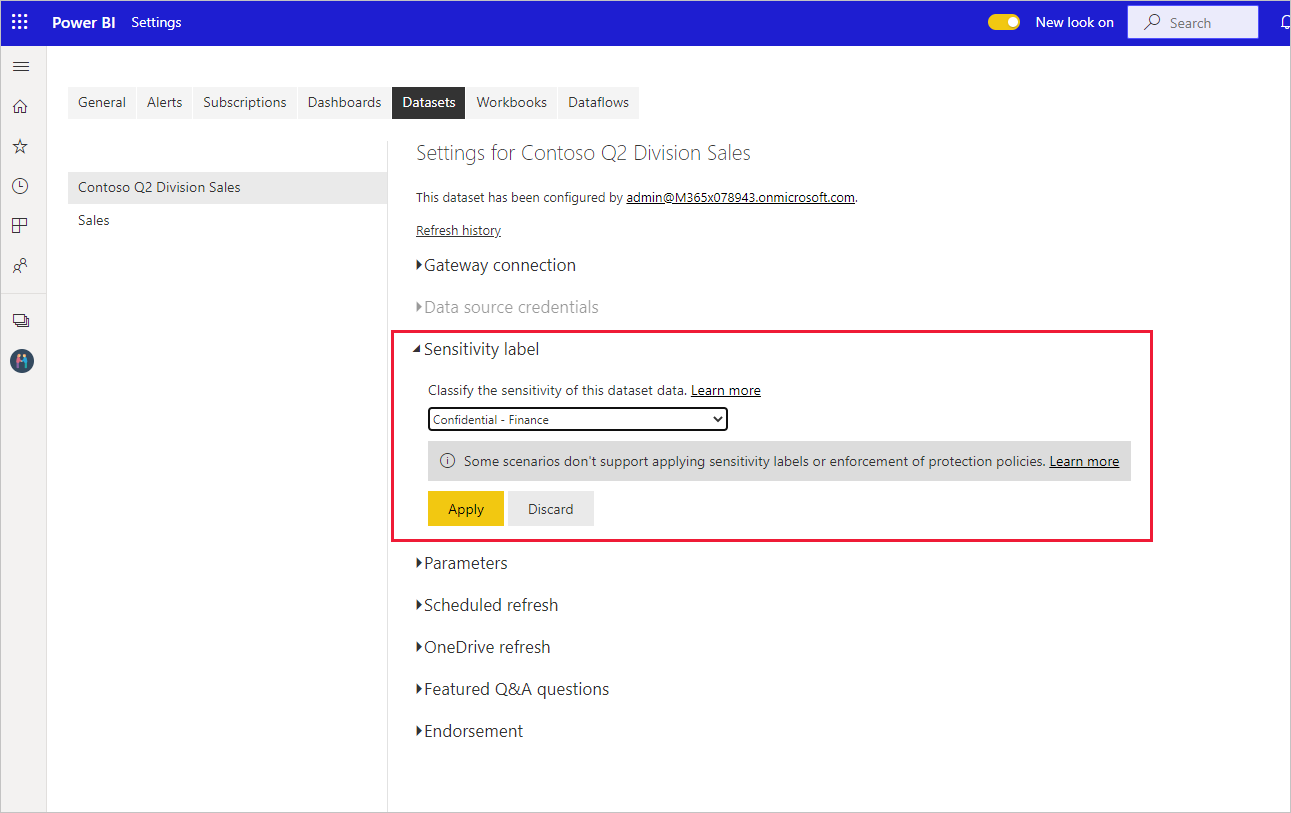 Power BI Settings New look on Search
General Alerts Subscriptions Dashboards Datasets Workbooks Dataflows
Contoso Q2 Division Sales
Sales
Settings for Contoso Q2 Division Sales
This dataset has been configured by admin@M365x078943.onmicrosoft.com.
Refresh history
Gateway connection
Data source credentials
Sensitivity label
Classify the sensitivity of this dataset data. Learn more
Confidential - Finance
Some scenarios don't support applying sensitivity labels or enforcement of protection policies. Learn more
Apply Discard
Parameters
Scheduled refresh
OneDrive refresh
Featured Q&A questions
Endorsement